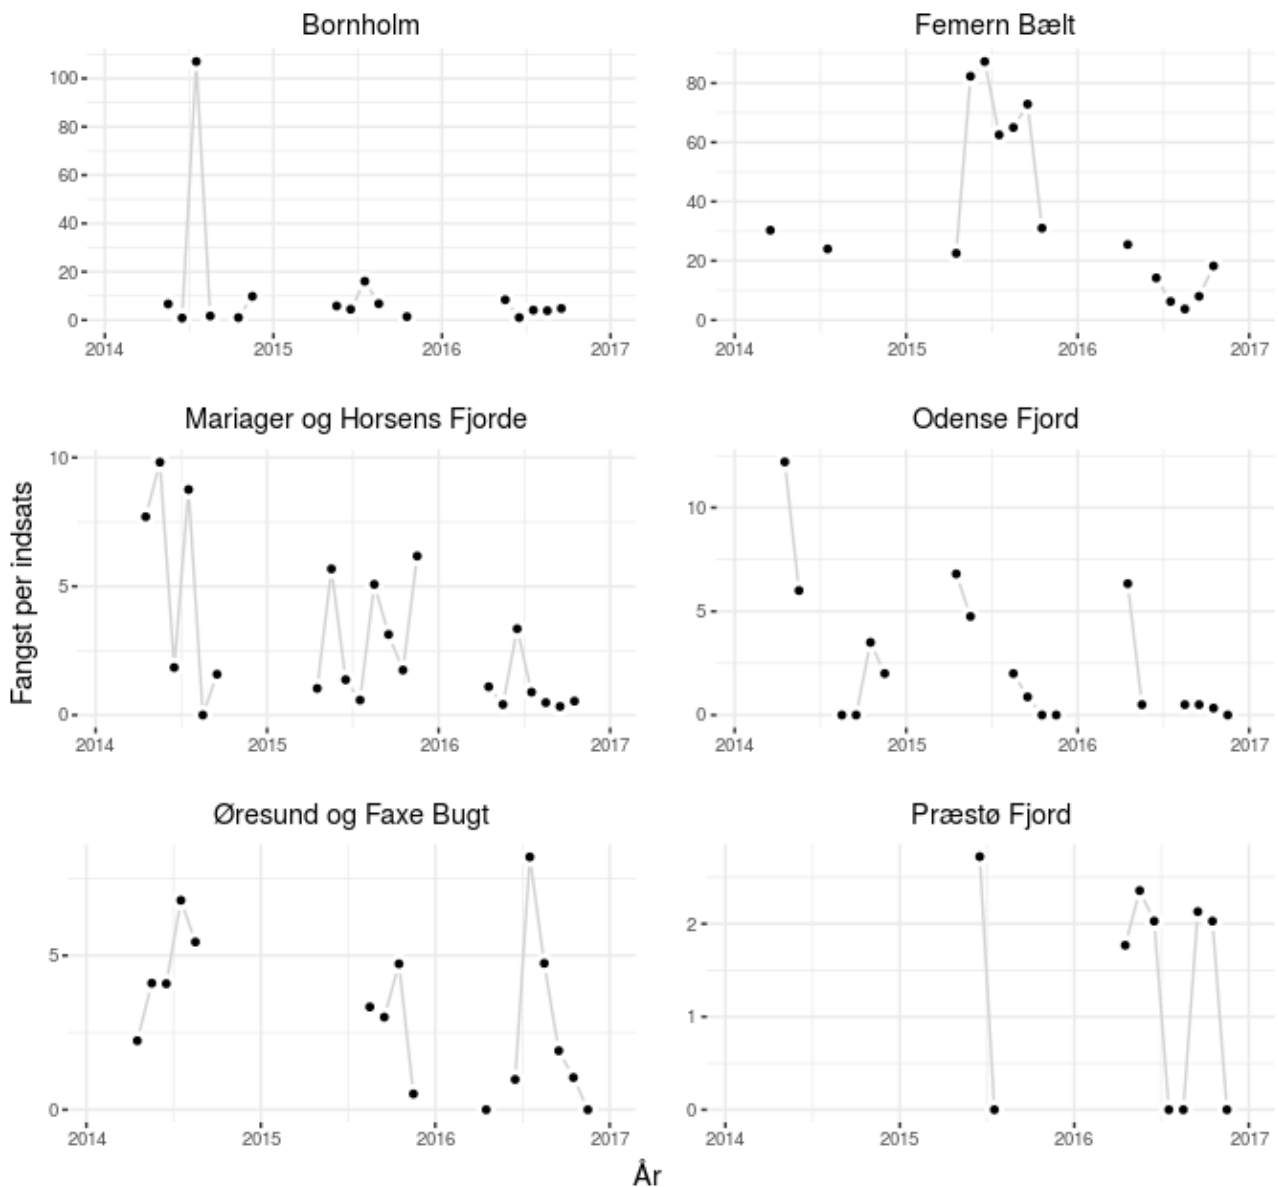 Bornholm
100
80
60
40
20
0
2014 2015 2016 2017
Femern Bælt
80
60
40
20
0
2014 2015 2016 2017
Fangst per indsats
Mariager og Horsens Fjorde
10
5
0
2014 2015 2016 2017
Odense Fjord
10
5
0
2014 2015 2016 2017
Øresund og Faxe Bugt
5
0
2014 2015 2016 2017
Præstø Fjord
2
1
0
2014 2015 2016 2017
År